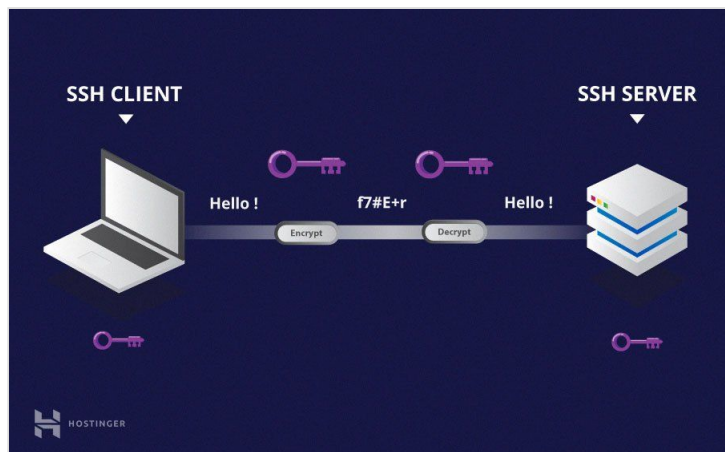 SSH CLIENT
SSH SERVER
Hello !
f7#E+r
Hello !
Encrypt
Decrypt
HOSTINGER